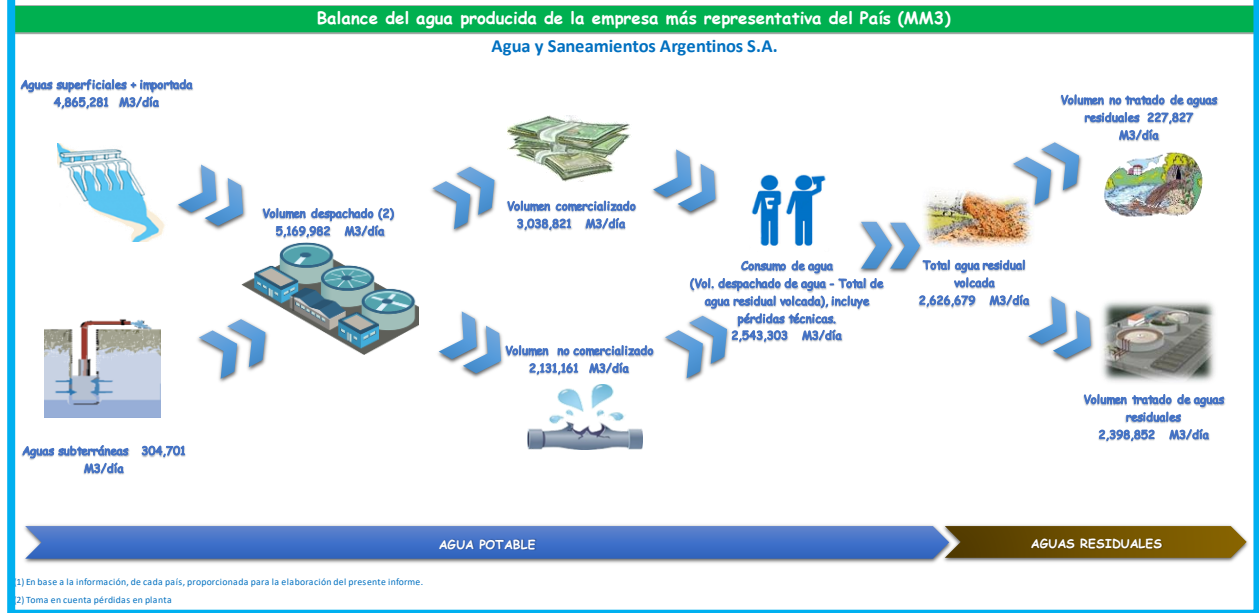 Balance del agua producida de la empresa más representativa del País (MM3)
Agua y Saneamientos Argentinos S.A.
Aguas superficiales + importada
4,865,281 M3/día
Aguas subterráneas 304,701
M3/día
Volumen despachado (2)
5,169,982 M3/día
Volumen comercializado
3,038,821 M3/día
Volumen no comercializado
2,131,161 M3/día
Consumo de agua
(Vol. despachado de agua - Total de
agua residual volcada), incluye
pérdidas técnicas.
2,543,303 M3/día
Total agua residual
volcada
2,626,679 M3/día
Volumen no tratado de aguas
residuales 227,827
M3/día
Volumen tratado de aguas
residuales
2,398,852 M3/día
AGUA POTABLE
AGUAS RESIDUALES
(1) En base a la información, de cada país, proporcionada para la elaboración del presente informe.
(2) Toma en cuenta pérdidas en planta